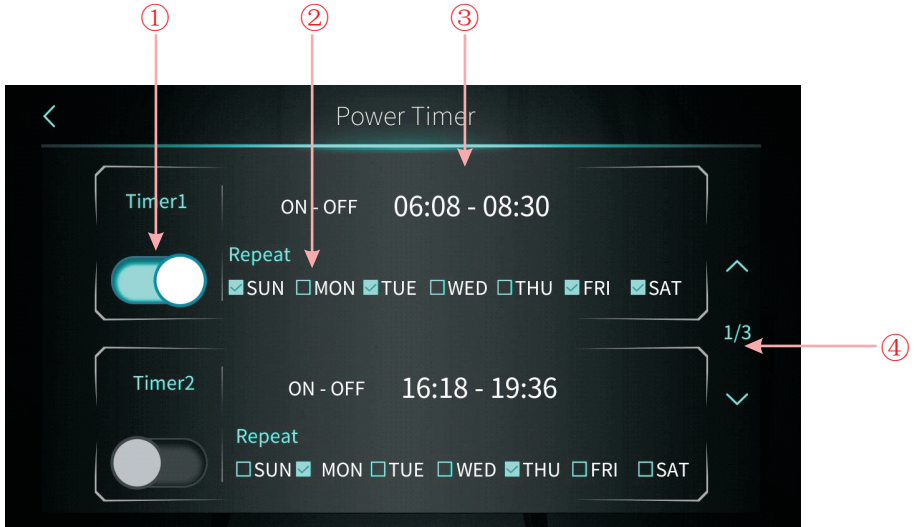 ① ② ③
Power Timer
Timer1
ON - OFF 06:08 - 08:30
Repeat
SUN MON TUE WED THU FRI SAT
1/3
④
Timer2
ON - OFF 16:18 - 19:36
Repeat
SUN MON TUE WED THU FRI SAT